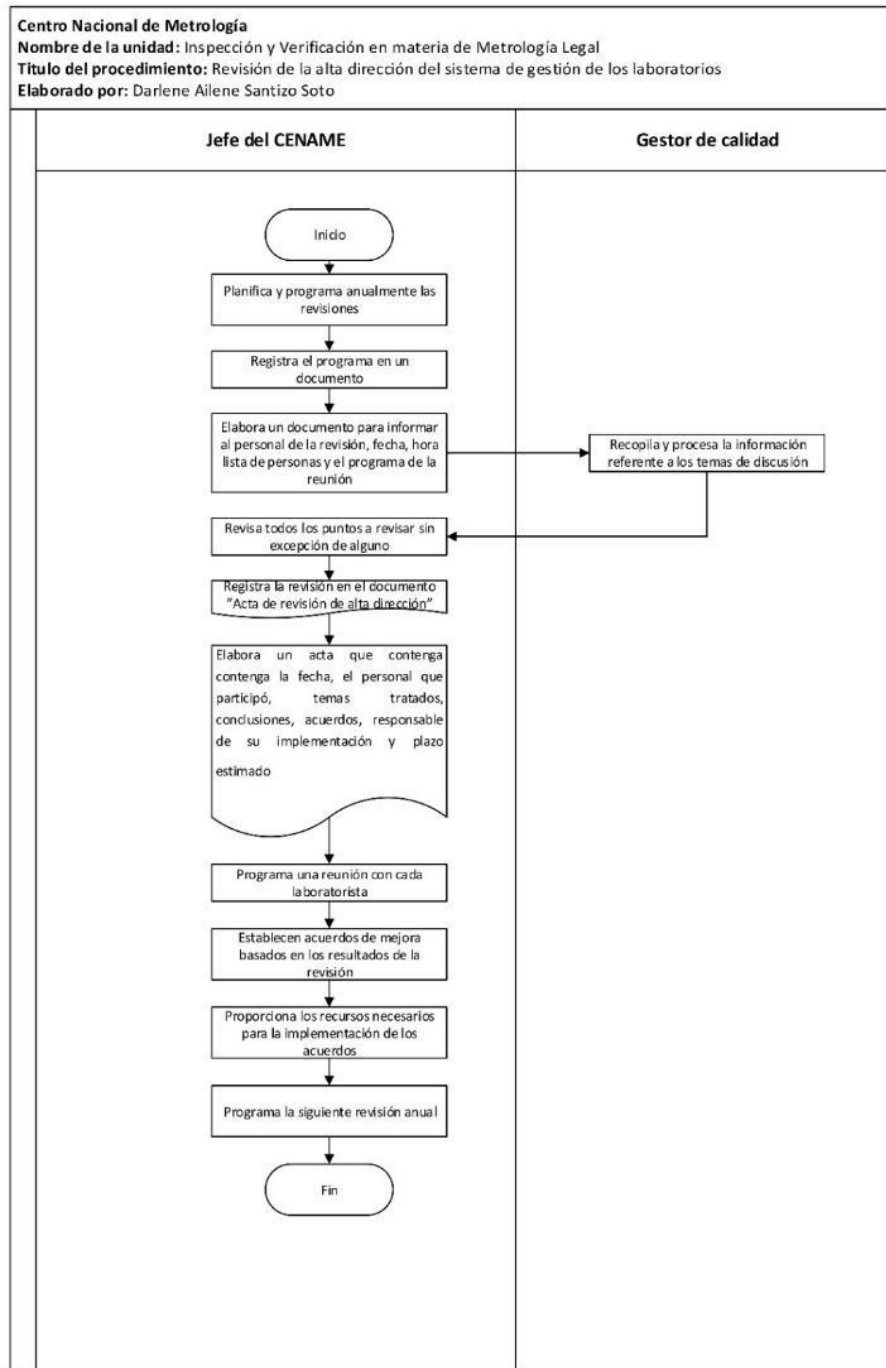 Centro Nacional de Metrología
Nombre de la unidad: Inspección y Verificación en materia de Metrología Legal
Titulo del procedimiento: Revisión de la alta dirección del sistema de gestión de los laboratorios
Elaborado por: Darlene Ailene Santizo Soto
Jefe del CENAME
Gestor de calidad
Inicio
Planifica y programa anualmente las
revisiones
Registra el programa en un
documento
Elabora un documento para informar
al personal de la revisión, fecha, hora
lista de personas y el programa de la
reunión
Recopila y procesa la información
referente a los temas de discusión
Revisa todos los puntos a revisar sin
excepción de alguno
Registra la revisión en el documento
"Acta de revisión de alta dirección"
Elabora un acta que contenga
contenga la fecha, el personal que
participó, temas tratados,
conclusiones, acuerdos, responsable
de su implementación y plazo
estimado
Programa una reunión con cada
laboratorista
Establecen acuerdos de mejora
basados en los resultados de la
revisión
Proporciona los recursos necesarios
para la implementación de los
acuerdos
Programa la siguiente revisión anual
Fin